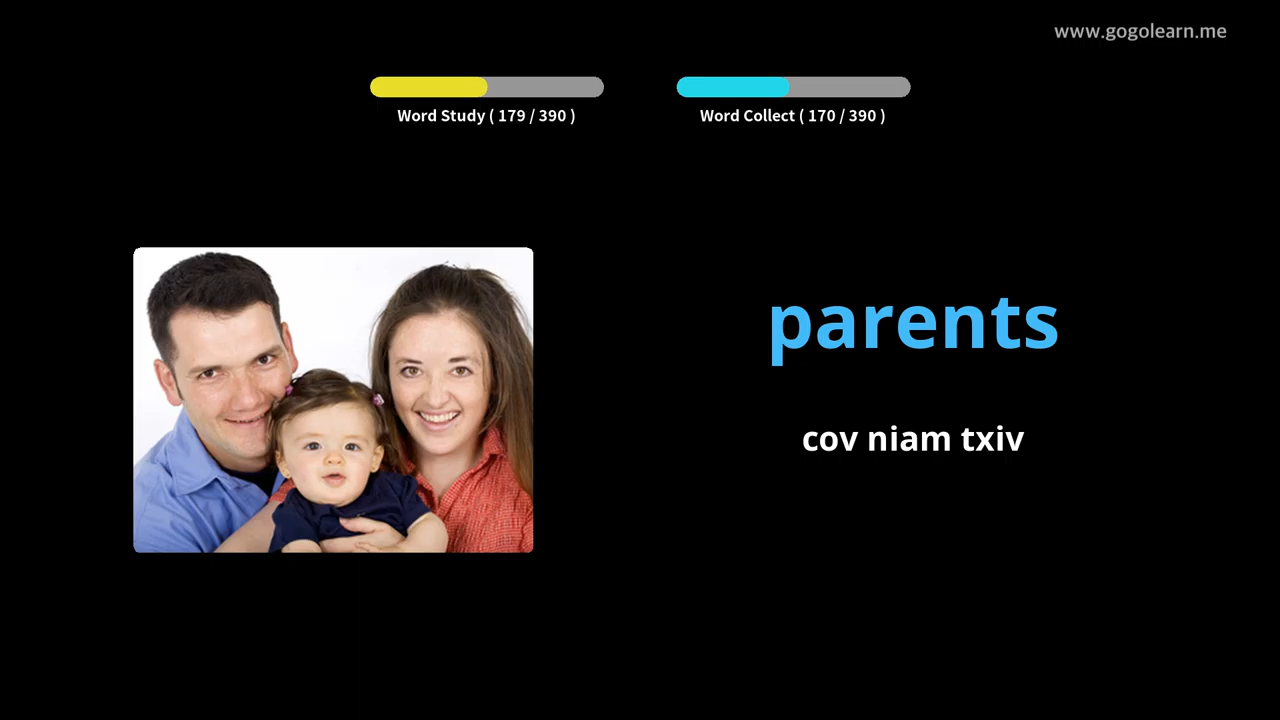 www.gogolearn.me
Word Study ( 179 / 390 )
Word Collect ( 170 / 390 )
parents
cov niam txiv